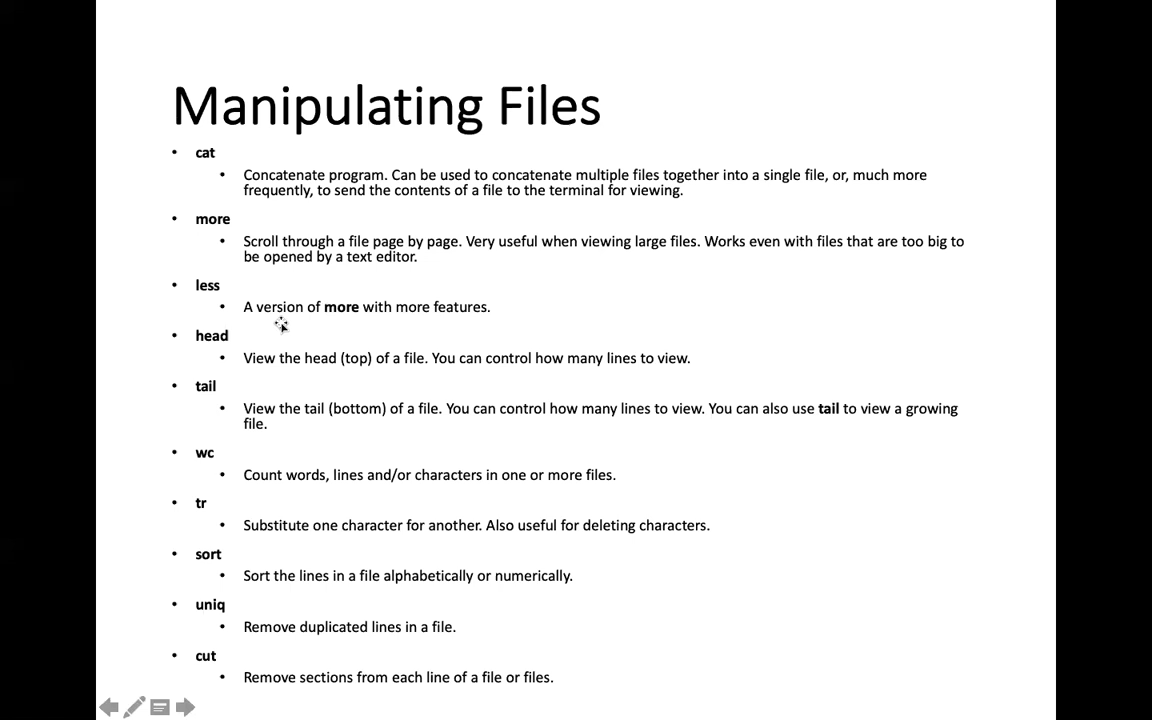 Manipulating Files
• cat
• Concatenate program. Can be used to concatenate multiple files together into a single file, or, much more
frequently, to send the contents of a file to the terminal for viewing.
• more
• Scroll through a file page by page. Very useful when viewing large files. Works even with files that are too big to
be opened by a text editor.
• less
• A version of more with more features.
• head
• View the head (top) of a file. You can control how many lines to view.
• tail
• View the tail (bottom) of a file. You can control how many lines to view. You can also use tail to view a growing
file.
• wc
• Count words, lines and/or characters in one or more files.
• tr
• Substitute one character for another. Also useful for deleting characters.
• sort
• Sort the lines in a file alphabetically or numerically.
• uniq
• Remove duplicated lines in a file.
• cut
• Remove sections from each line of a file or files.